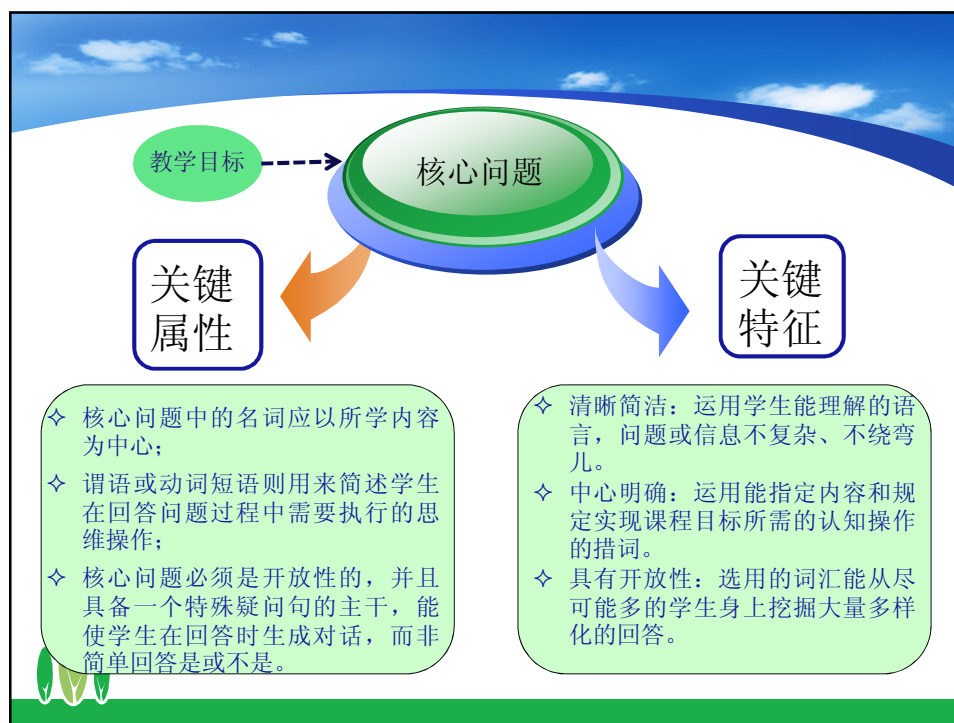 教学目标
核心问题
关键
属性
关键
特征
✧ 核心问题中的名词应以所学内容
为中心；
✧ 谓语或动词短语则用来简述学生
在回答问题过程中需要执行的思
维操作；
✧ 核心问题必须是开放性的，并且
具备一个特殊疑问句的主干，能
使学生在回答时生成对话，而非
简单回答是或不是。
✧ 清晰简洁：运用学生能理解的语
言，问题或信息不复杂、不绕弯
儿。
✧ 中心明确：运用能指定内容和规
定实现课程目标所需的认知操作
的措词。
✧ 具有开放性：选用的词汇能从尽
可能多的学生身上挖掘大量多样
化的回答。